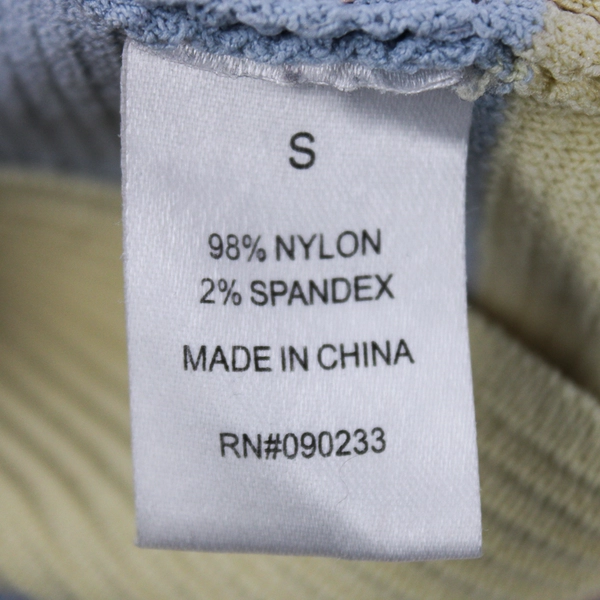 S
98% NYLON
2% SPANDEX
MADE IN CHINA
RN#090233